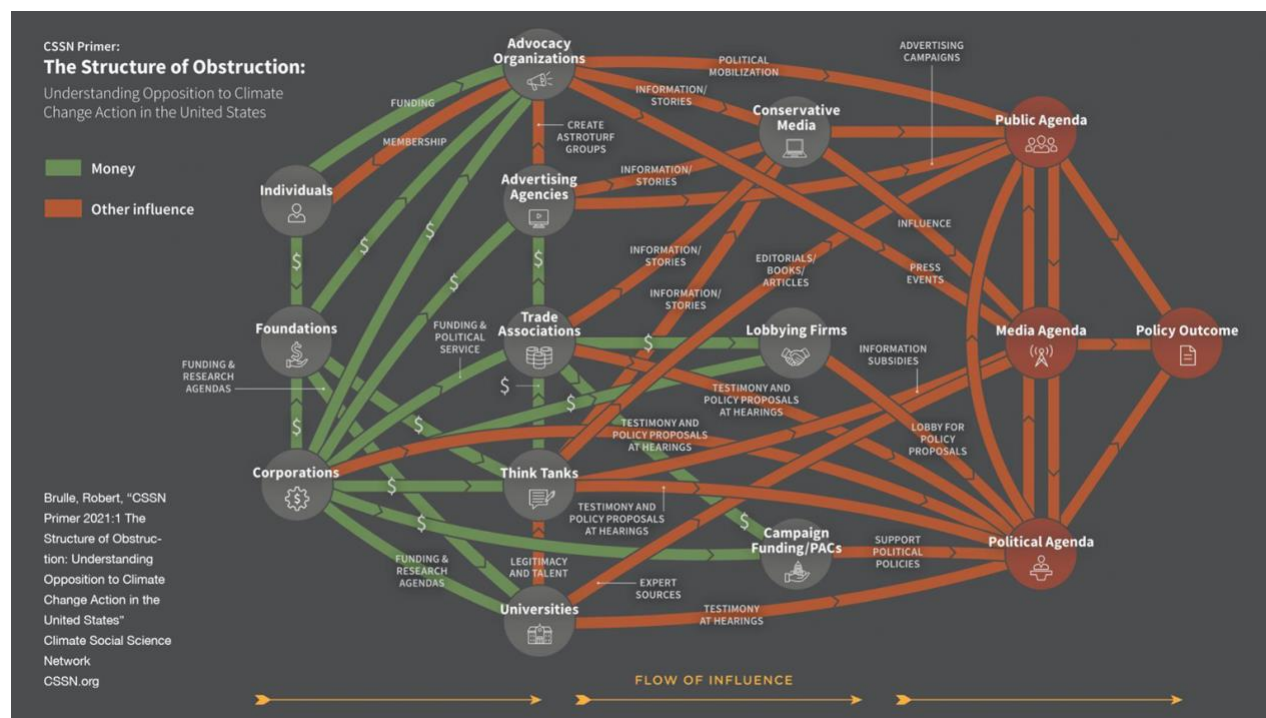 CSSN Primer:
The Structure of Obstruction:
Understanding Opposition to Climate
Change Action in the United States
Money
Other influence
Advocacy
Organizations
POLITICAL
MOBILIZATION
ADVERTISING
CAMPAIGNS
FUNDING
INFORMATION/
STORIES
MEMBERSHIP
CREATE
ASTROTURF
GROUPS
Conservative
Media
Public Agenda
Individuals
Advertising
Agencies
INFORMATION/
STORIES
$
$
$
$
$
INFLUENCE
INFORMATION/
STORIES
EDITORIALS/
BOOKS/
ARTICLES
PRESS
EVENTS
INFORMATION/
STORIES
Foundations
FUNDING &
POLITICAL
SERVICE
Trade
Associations
Lobbying Firms
Media Agenda
Policy Outcome
$
INFORMATION
SUBSIDIES
FUNDING &
RESEARCH
AGENDAS
$
$
TESTIMONY AND
POLICY PROPOSALS
AT HEARINGS
$
$
TESTIMONY AND
POLICY PROPOSALS
AT HEARINGS
LOBBY FOR
POLICY
PROPOSALS
Corporations
Think Tanks
$
TESTIMONY AND
POLICY PROPOSALS
AT HEARINGS
$
$
Campaign
Funding/PACs
SUPPORT
POLITICAL
POLICIES
Political Agenda
FUNDING &
RESEARCH
AGENDAS
LEGITIMACY
AND TALENT
EXPERT
SOURCES
Universities
TESTIMONY
AT HEARINGS
Brulle, Robert, "CSSN
Primer 2021:1 The
Structure of Obstruc-
tion: Understanding
Opposition to Climate
Change Action in the
United States"
Climate Social Science
Network
CSSN.org
FLOW OF INFLUENCE